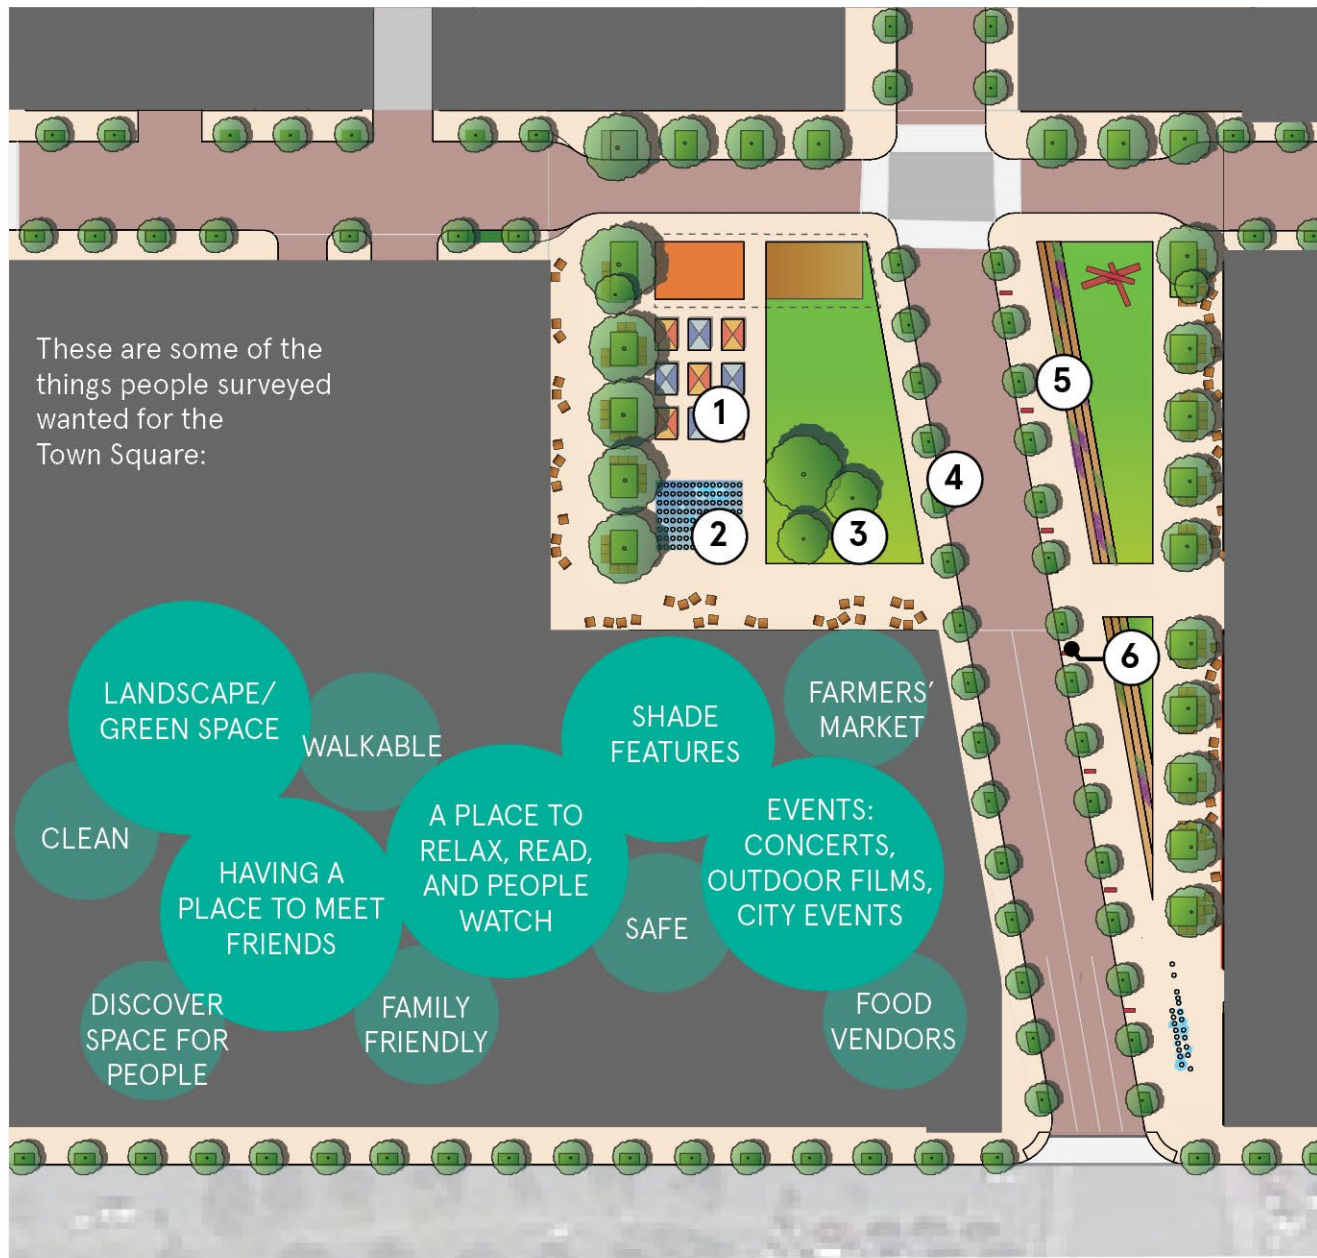 These are some of the
things people surveyed
wanted for the
Town Square:
1
2
3
4
5
6
LANDSCAPE/
GREEN SPACE
WALKABLE
SHADE
FEATURES
FARMERS'
MARKET
CLEAN
HAVING A
PLACE TO MEET
FRIENDS
A PLACE TO
RELAX, READ,
AND PEOPLE
WATCH
SAFE
EVENTS:
CONCERTS,
OUTDOOR FILMS,
CITY EVENTS
DISCOVER
SPACE FOR
PEOPLE
FAMILY
FRIENDLY
FOOD
VENDORS